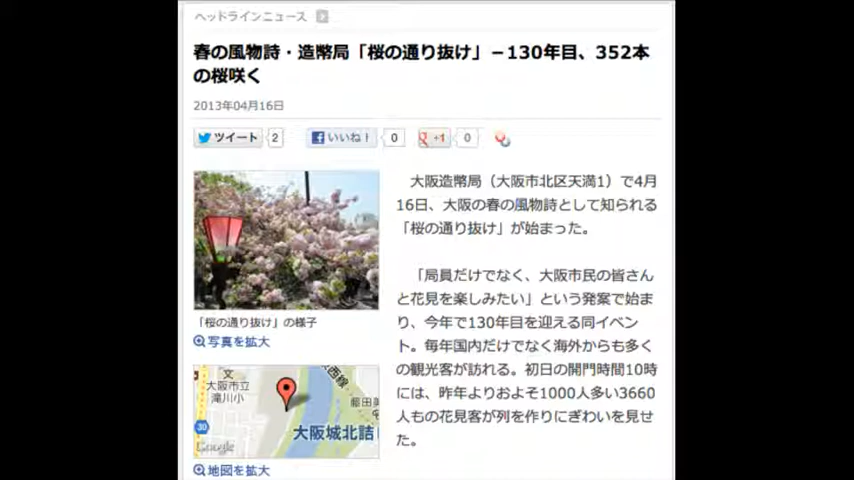 ヘッドラインニュース
春の風物詩・造幣局「桜の通り抜け」－130年目、352本
の桜咲く
2013年04月16日
ツイート 2 いいね！ 0 +1 0
大阪造幣局（大阪市北区天満1）で4月
16日、大阪の春の風物詩として知られる
「桜の通り抜け」が始まった。
「局員だけでなく、大阪市民の皆さん
と花見を楽しみたい」という発案で始ま
り、今年で130年目を迎える同イベン
ト。毎年国内だけでなく海外からも多く
の観光客が訪れる。初日の開門時間10時
には、昨年よりおよそ1000人多い3660
人もの花見客が列を作りにぎわいを見せ
た。
「桜の通り抜け」の様子
写真を拡大
文
大阪市立
滝川小
西線
藤田美
30
大阪城北詰
Google
地図を拡大